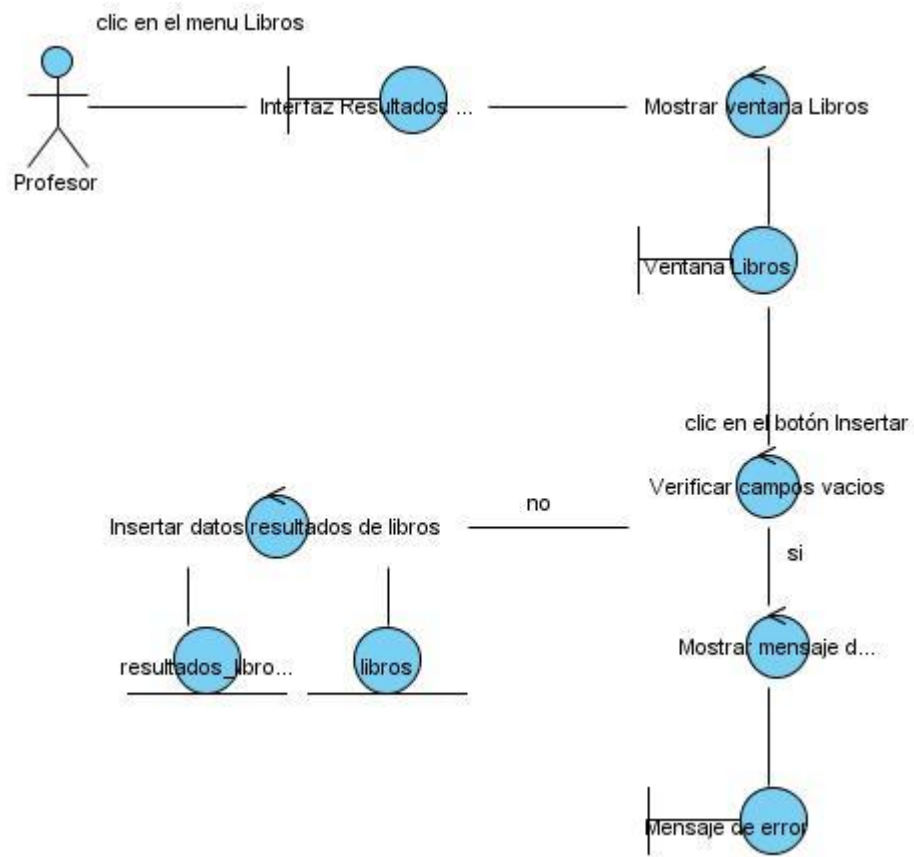 clic en el menu Libros
Interfaz Resultados ...
Mostrar ventana Libros
Profesor
Ventana Libros
clic en el botón Insertar
Verificar campos vacios
no
Insertar datos resultados de libros
si
Mostrar mensaje d...
resultados_libro...
libros
Mensaje de error